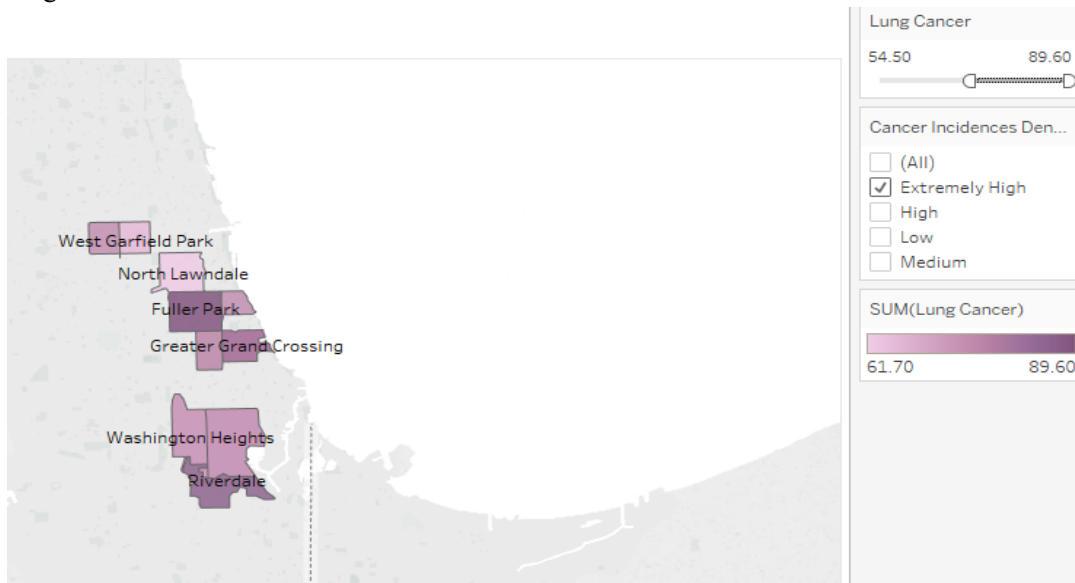 West Garfield Park
North Lawndale
Fuller Park
Greater Grand Crossing
Washington Heights
Riverdale
Lung Cancer
54.50 89.60
Cancer Incidences Den...
(All)
Extremely High
High
Low
Medium
SUM(Lung Cancer)
61.70 89.60